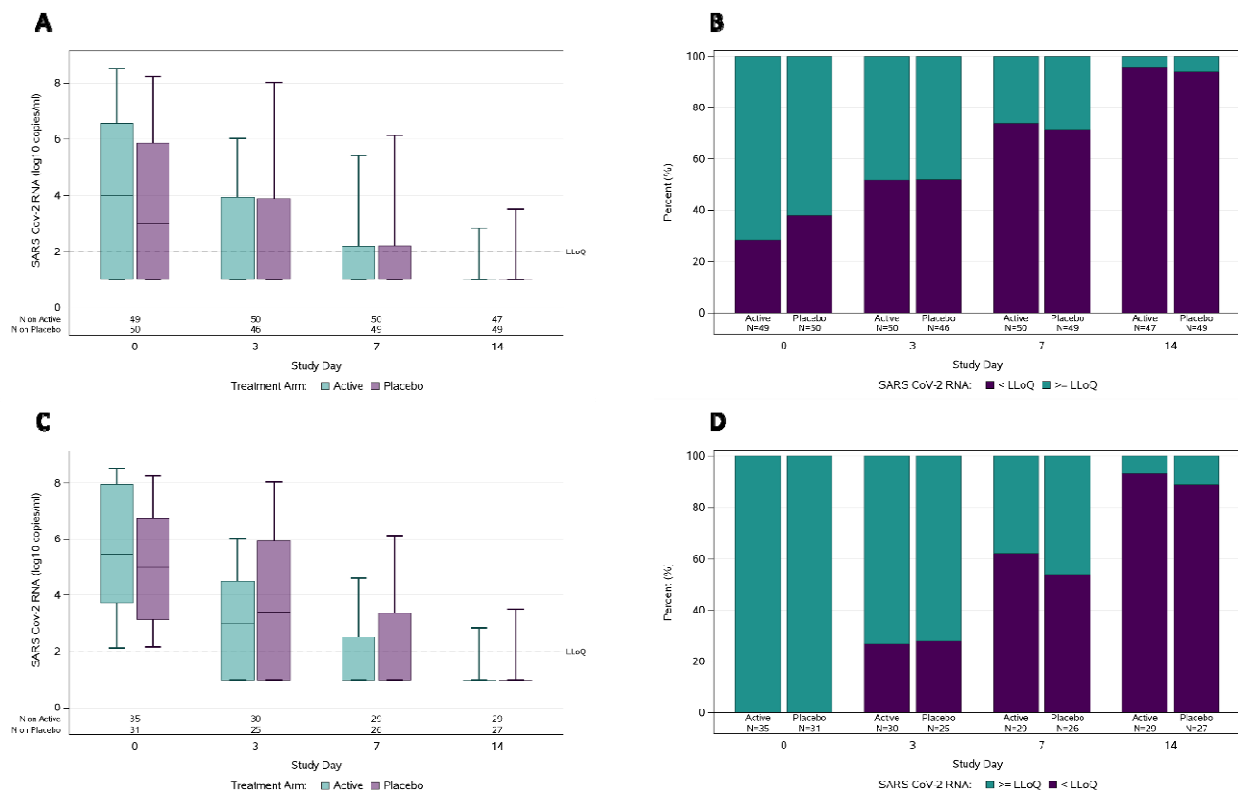 A
SARS CoV-2 RNA (log10 copies/ml)
8
6
4
2
0
LLoQ
N on Active 49 50 50 47
N on Placebo 50 46 49 49
0 3 7 14
Study Day
Treatment Arm: Active Placebo
B
Percent (%)
100
80
60
40
20
0
Active Placebo Active Placebo Active Placebo Active Placebo
N=49 N=50 N=50 N=46 N=50 N=49 N=47 N=49
0 3 7 14
Study Day
SARS CoV-2 RNA: < LLoQ >= LLoQ
C
SARS CoV-2 RNA (log10 copies/ml)
8
6
4
2
0
LLoQ
N on Active 35 30 29 29
N on Placebo 31 25 26 27
0 3 7 14
Study Day
Treatment Arm: Active Placebo
D
Percent (%)
100
80
60
40
20
0
Active Placebo Active Placebo Active Placebo Active Placebo
N=35 N=31 N=30 N=25 N=29 N=26 N=29 N=27
0 3 7 14
Study Day
SARS CoV-2 RNA: >= LLoQ < LLoQ